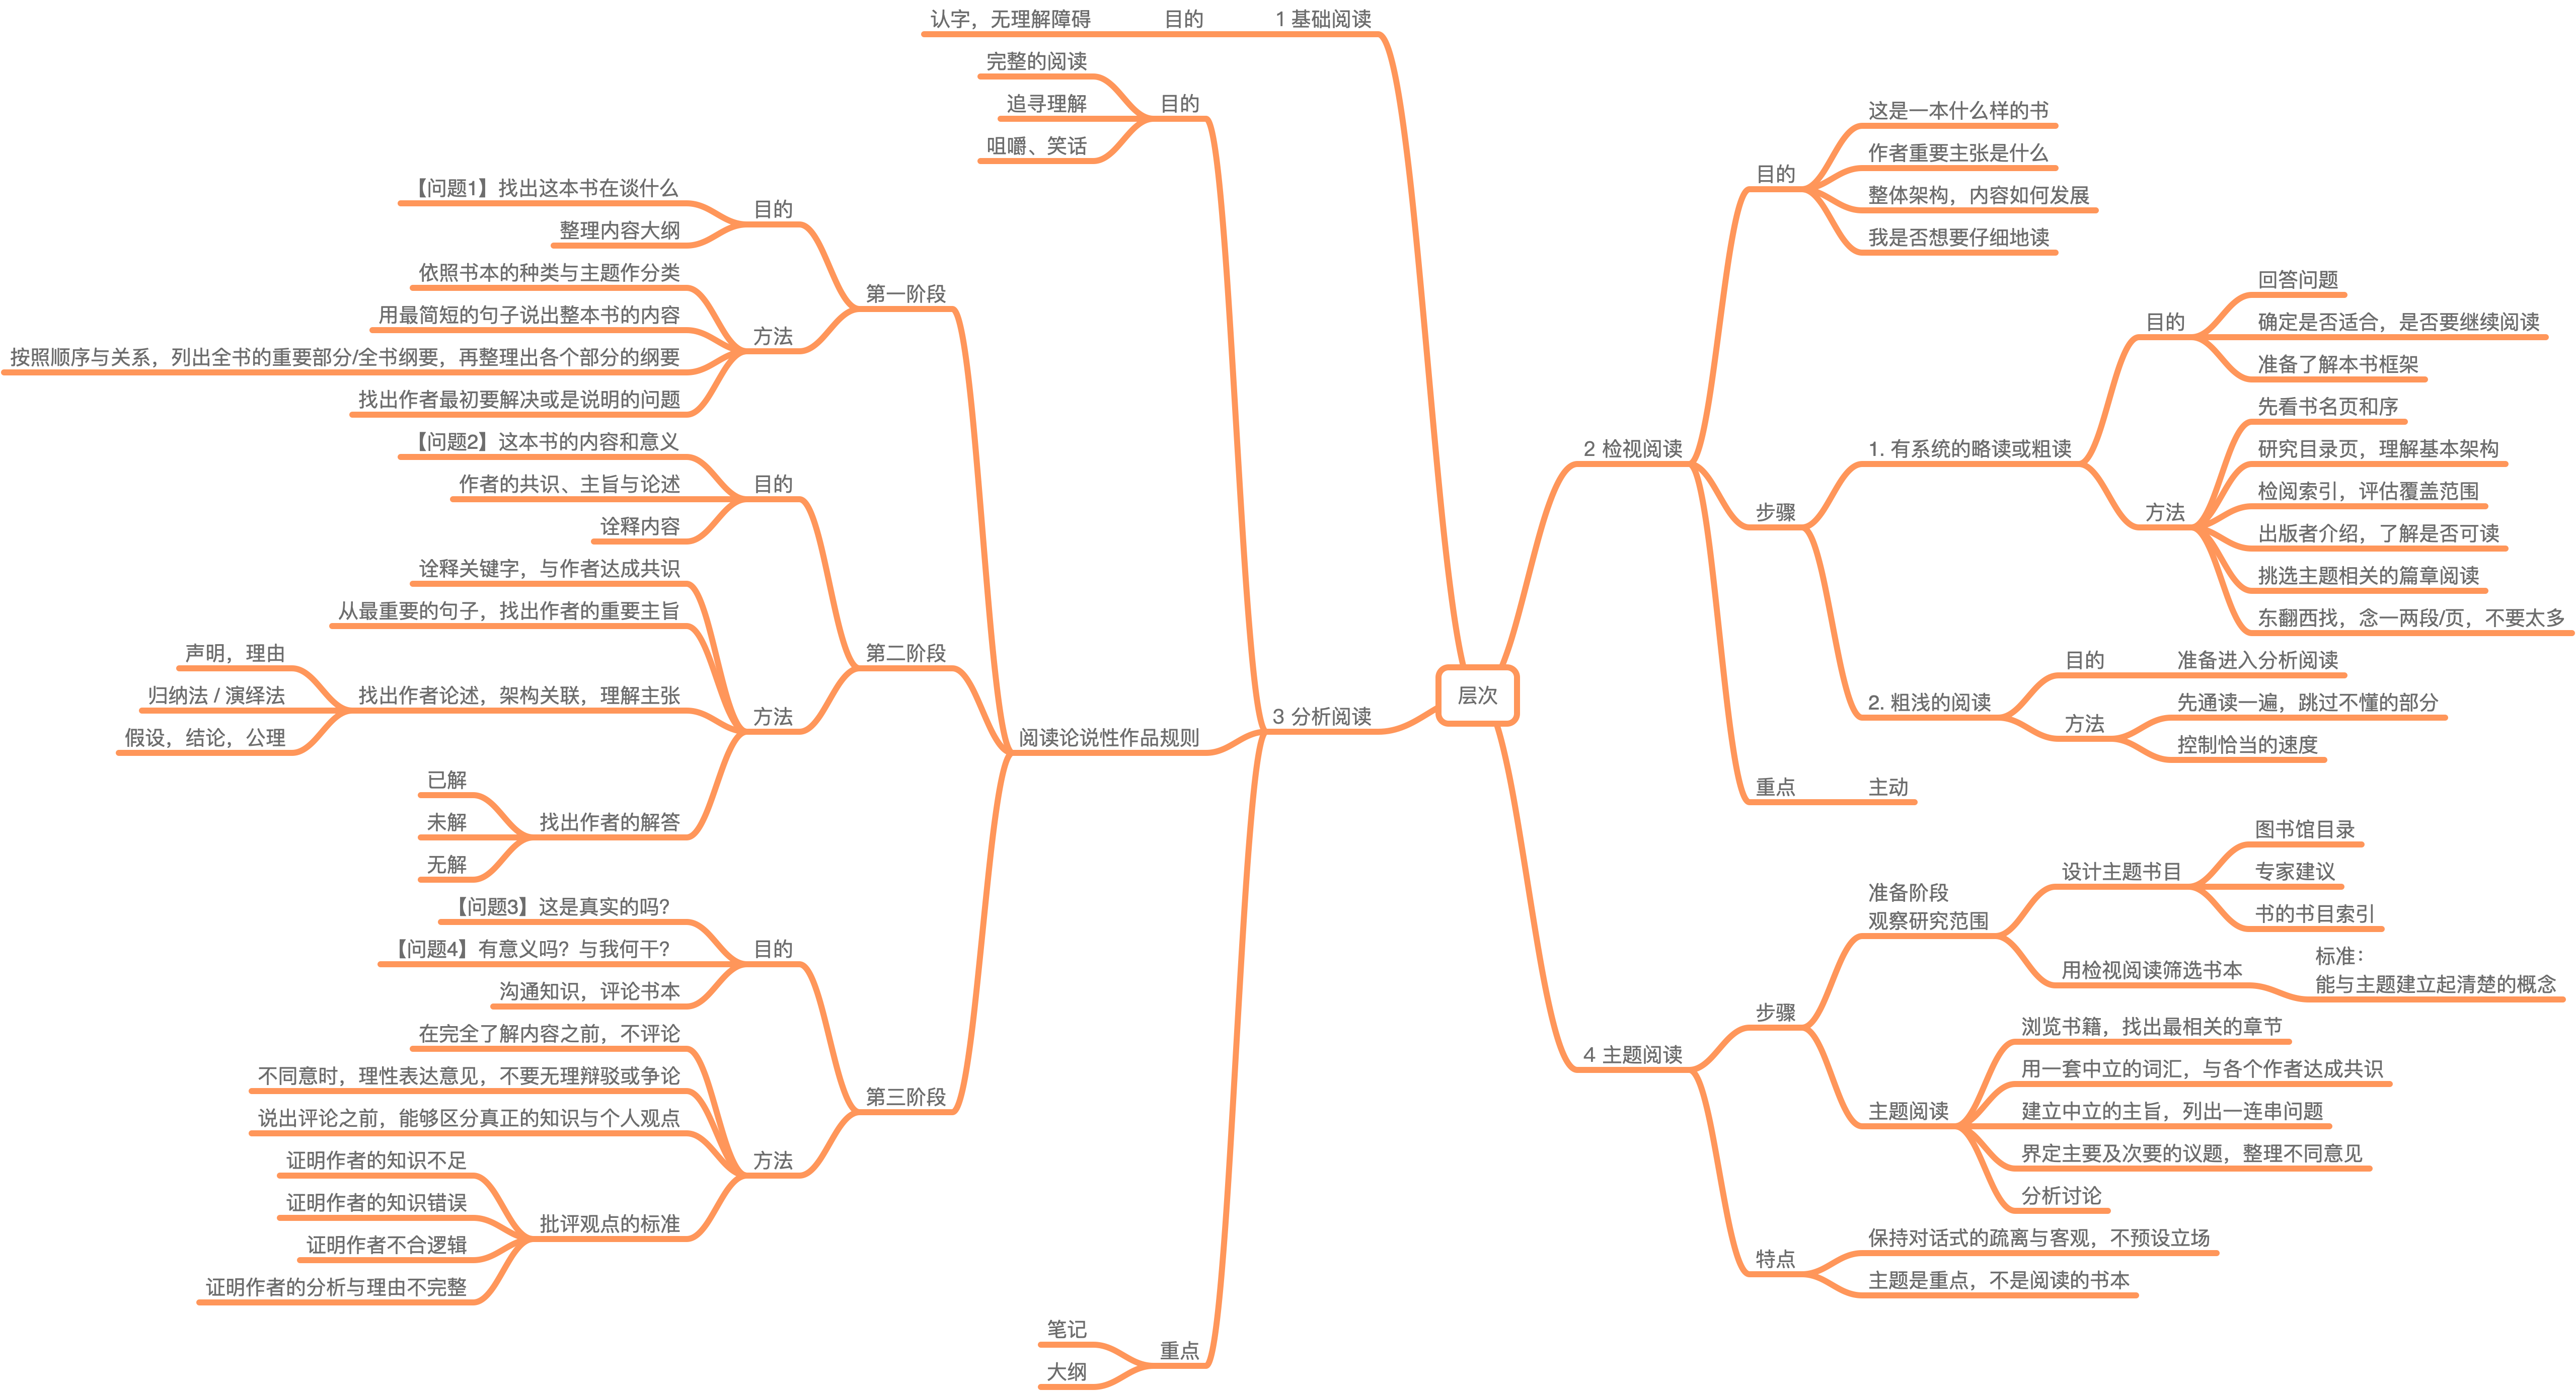 层次
1 基础阅读
目的
认字，无理解障碍
2 检视阅读
目的
这是一本什么样的书
作者重要主张是什么
整体架构，内容如何发展
我是否想要仔细地读
步骤
1. 有系统的略读或粗读
目的
回答问题
确定是否适合，是否要继续阅读
准备了解本书框架
方法
先看书名页和序
研究目录页，理解基本架构
检阅索引，评估覆盖范围
出版者介绍，了解是否可读
挑选主题相关的篇章阅读
东翻西找，念一两段/页，不要太多
2. 粗浅的阅读
目的
准备进入分析阅读
方法
先通读一遍，跳过不懂的部分
控制恰当的速度
重点
主动
3 分析阅读
目的
完整的阅读
追寻理解
咀嚼、笑话
阅读论说性作品规则
第一阶段
目的
【问题1】找出这本书在谈什么
整理内容大纲
方法
依照书本的种类与主题作分类
用最简短的句子说出整本书的内容
按照顺序与关系，列出全书的重要部分/全书纲要，再整理出各个部分的纲要
找出作者最初要解决或是说明的问题
第二阶段
目的
【问题2】这本书的内容和意义
作者的共识、主旨与论述
诠释内容
方法
诠释关键字，与作者达成共识
从最重要的句子，找出作者的重要主旨
找出作者论述，架构关联，理解主张
声明，理由
归纳法 / 演绎法
假设，结论，公理
找出作者的解答
已解
未解
无解
第三阶段
目的
【问题3】这是真实的吗？
【问题4】有意义吗？与我何干？
沟通知识，评论书本
方法
在完全了解内容之前，不评论
不同意时，理性表达意见，不要无理辩驳或争论
说出评论之前，能够区分真正的知识与个人观点
批评观点的标准
证明作者的知识不足
证明作者的知识错误
证明作者不合逻辑
证明作者的分析与理由不完整
重点
笔记
大纲
4 主题阅读
步骤
准备阶段
观察研究范围
设计主题书目
图书馆目录
专家建议
书的书目索引
用检视阅读筛选书本
标准：
能与主题建立起清楚的概念
主题阅读
浏览书籍，找出最相关的章节
用一套中立的词汇，与各个作者达成共识
建立中立的主旨，列出一连串问题
界定主要及次要的议题，整理不同意见
分析讨论
特点
保持对话式的疏离与客观，不预设立场
主题是重点，不是阅读的书本